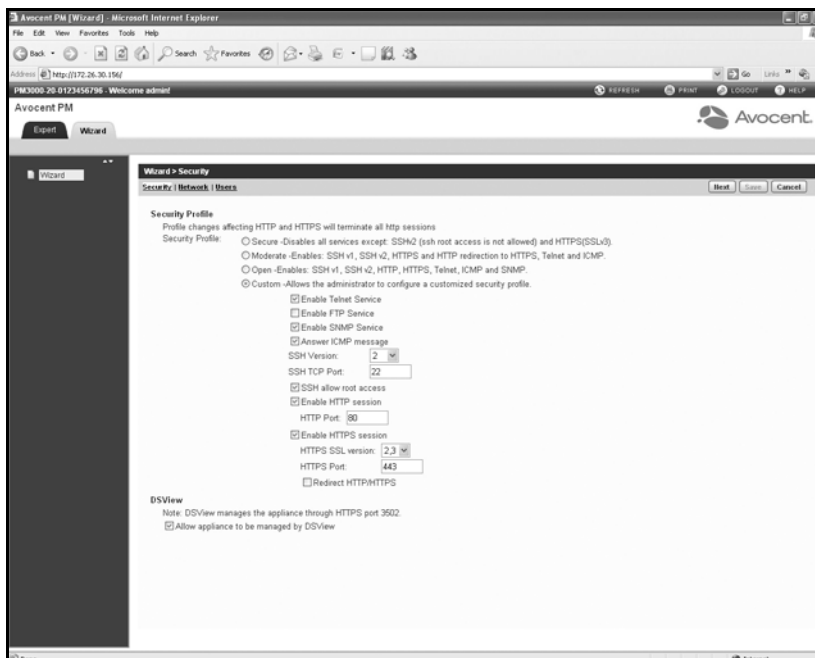 Avocent PM [Wizard] - Microsoft Internet Explorer
File Edit View Favorites Tools Help
Back Search Favorites
Address http://172.26.30.156/ Go Links
PM3000-20-0123456796 - Welcome admin! REFRESH PRINT LOGOUT HELP
Avocent PM
Avocent.
Expert Wizard
Wizard
Wizard > Security
Security | Network | Users Next Save Cancel
Security Profile
Profile changes affecting HTTP and HTTPS will terminate all http sessions
Security Profile: Secure -Disables all services except: SSHv2 (ssh root access is not allowed) and HTTPS(SSLv3).
Moderate -Enables: SSH v1, SSH v2, HTTPS and HTTP redirection to HTTPS, Telnet and ICMP.
Open -Enables: SSH v1, SSH v2, HTTP, HTTPS, Telnet, ICMP and SNMP.
Custom -Allows the administrator to configure a customized security profile.
Enable Telnet Service
Enable FTP Service
Enable SNMP Service
Answer ICMP message
SSH Version: 2
SSH TCP Port: 22
SSH allow root access
Enable HTTP session
HTTP Port: 80
Enable HTTPS session
HTTPS SSL version: 2,3
HTTPS Port: 443
Redirect HTTP/HTTPS
DSView
Note: DSView manages the appliance through HTTPS port 3502.
Allow appliance to be managed by DSView